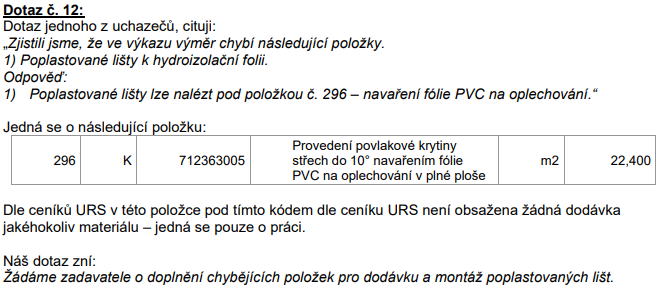 Dotaz č. 12:
Dotaz jednoho z uchazečů, cituji:
„Zjistili jsme, že ve výkazu výměr chybí následující položky.
1) Poplastované lišty k hydroizolační folii.
Odpověď:
1) Poplastované lišty lze nalézt pod položkou č. 296 – navaření fólie PVC na oplechování.“
Jedná se o následující položku:
296 K 712363005 Provedení povlakové krytiny střech do 10° navařením fólie PVC na oplechování v plné ploše m2 22,400
Dle ceníků URS v této položce pod tímto kódem dle ceníku URS není obsažena žádná dodávka
jakéhokoliv materiálu – jedná se pouze o práci.
Náš dotaz zní:
Žádáme zadavatele o doplnění chybějících položek pro dodávku a montáž poplastovaných lišt.